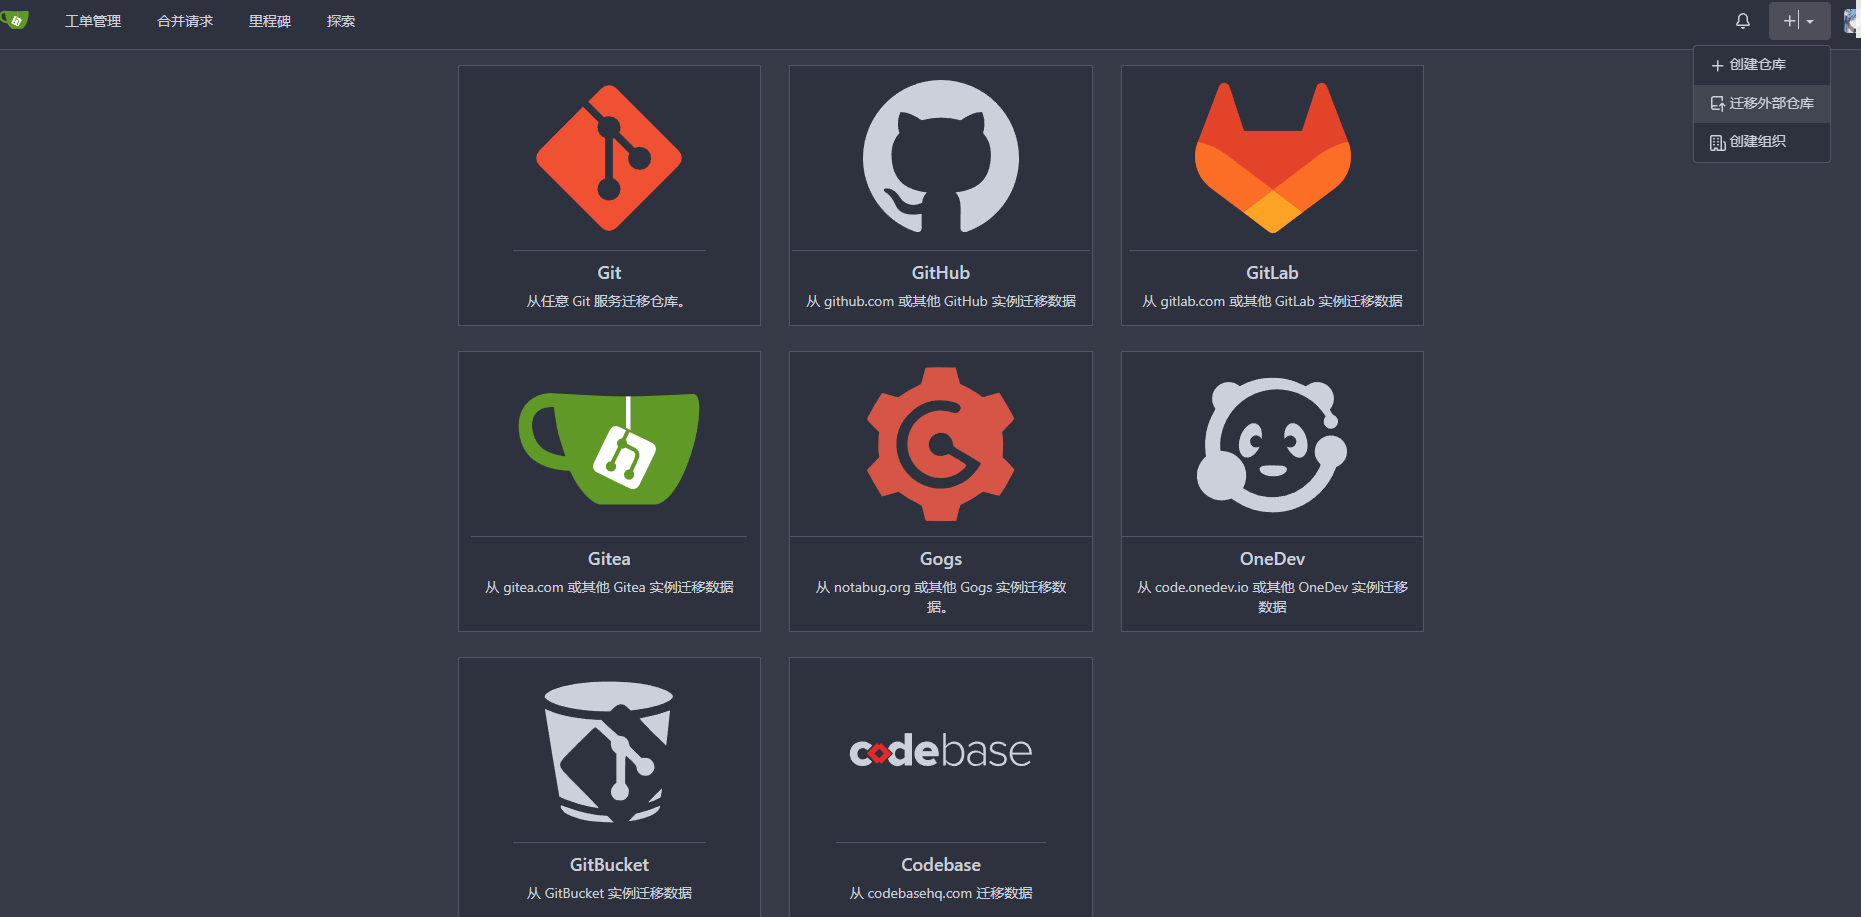 工单管理 合并请求 里程碑 探索
创建仓库
迁移外部仓库
创建组织
Git
从任意 Git 服务迁移仓库。
GitHub
从 github.com 或其他 GitHub 实例迁移数据
GitLab
从 gitlab.com 或其他 GitLab 实例迁移数据
Gitea
从 gitea.com 或其他 Gitea 实例迁移数据
Gogs
从 notabug.org 或其他 Gogs 实例迁移数
据。
OneDev
从 code.onedev.io 或其他 OneDev 实例迁移
数据
GitBucket
从 GitBucket 实例迁移数据
codebase
Codebase
从 codebasehq.com 迁移数据